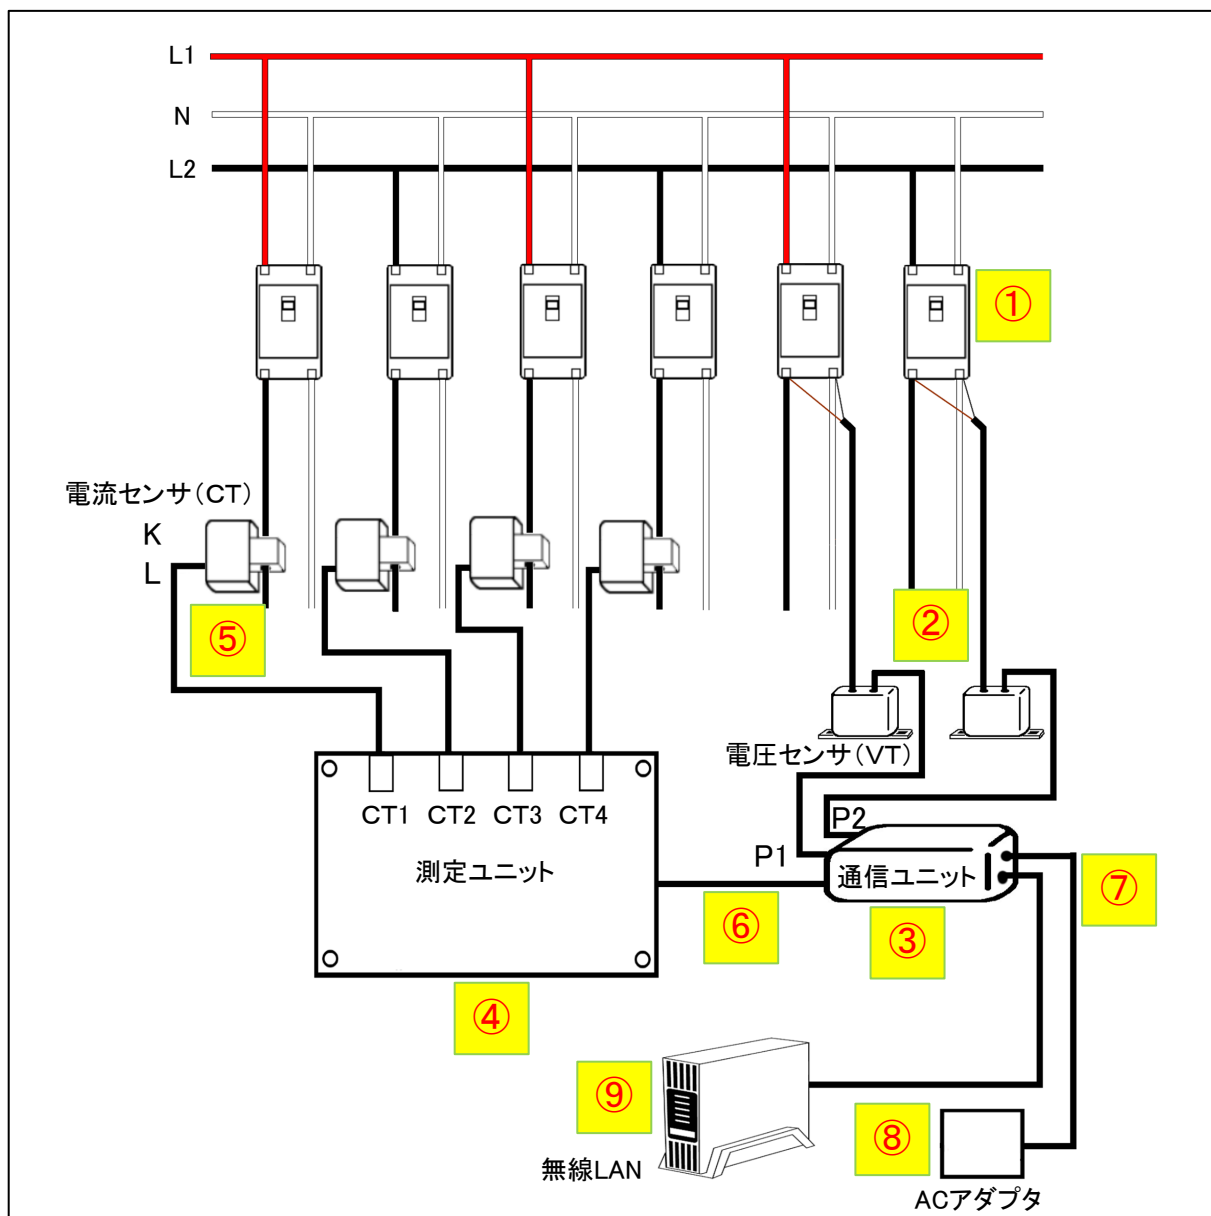 L1
N
L2
①
電流センサ(CT)
K
L
⑤
②
電圧センサ(VT)
CT1 CT2 CT3 CT4
P2
P1
測定ユニット
通信ユニット
⑦
⑥
③
④
⑨
⑧
無線LAN
ACアダプタ